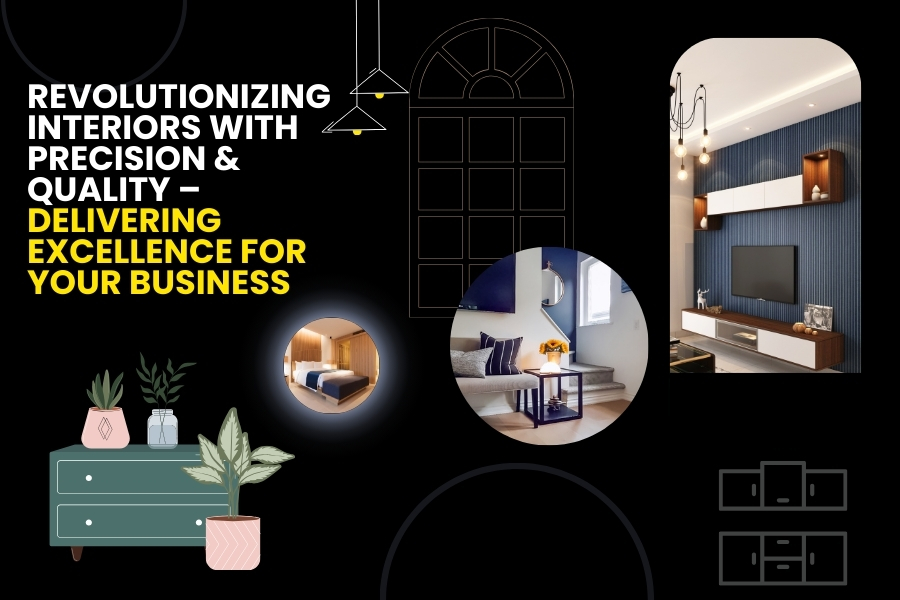 REVOLUTIONIZING
INTERIORS WITH
PRECISION &
QUALITY –
DELIVERING
EXCELLENCE FOR
YOUR BUSINESS